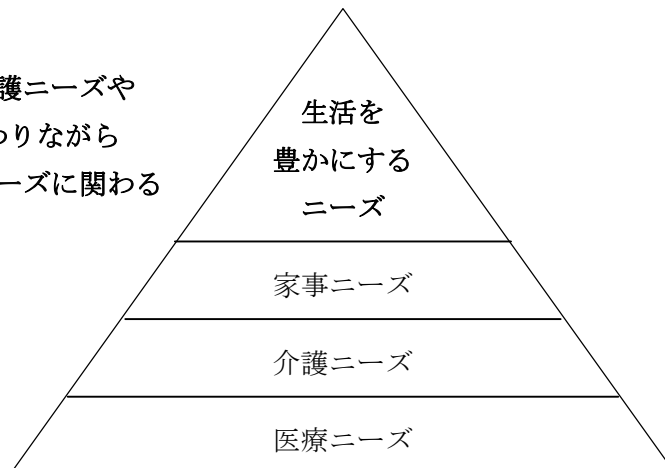 護ニーズや
わりながら
ーズに関わる
生活を
豊かにする
ニーズ
家事ニーズ
介護ニーズ
医療ニーズ